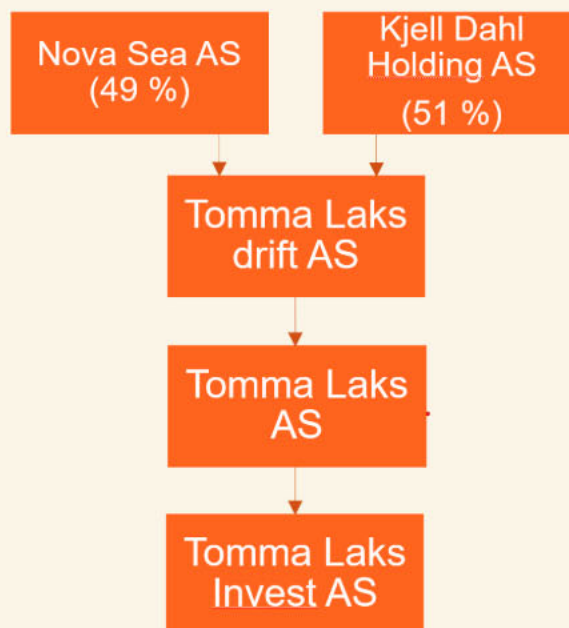 Nova Sea AS
(49 %)
Kjell Dahl
Holding AS
(51 %)
Tomma Laks
drift AS
Tomma Laks
AS
Tomma Laks
Invest AS